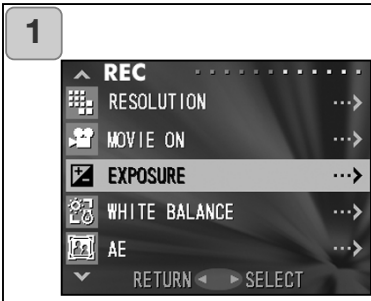 1
REC
RESOLUTION
MOVIE ON
EXPOSURE
WHITE BALANCE
AE
RETURN SELECT